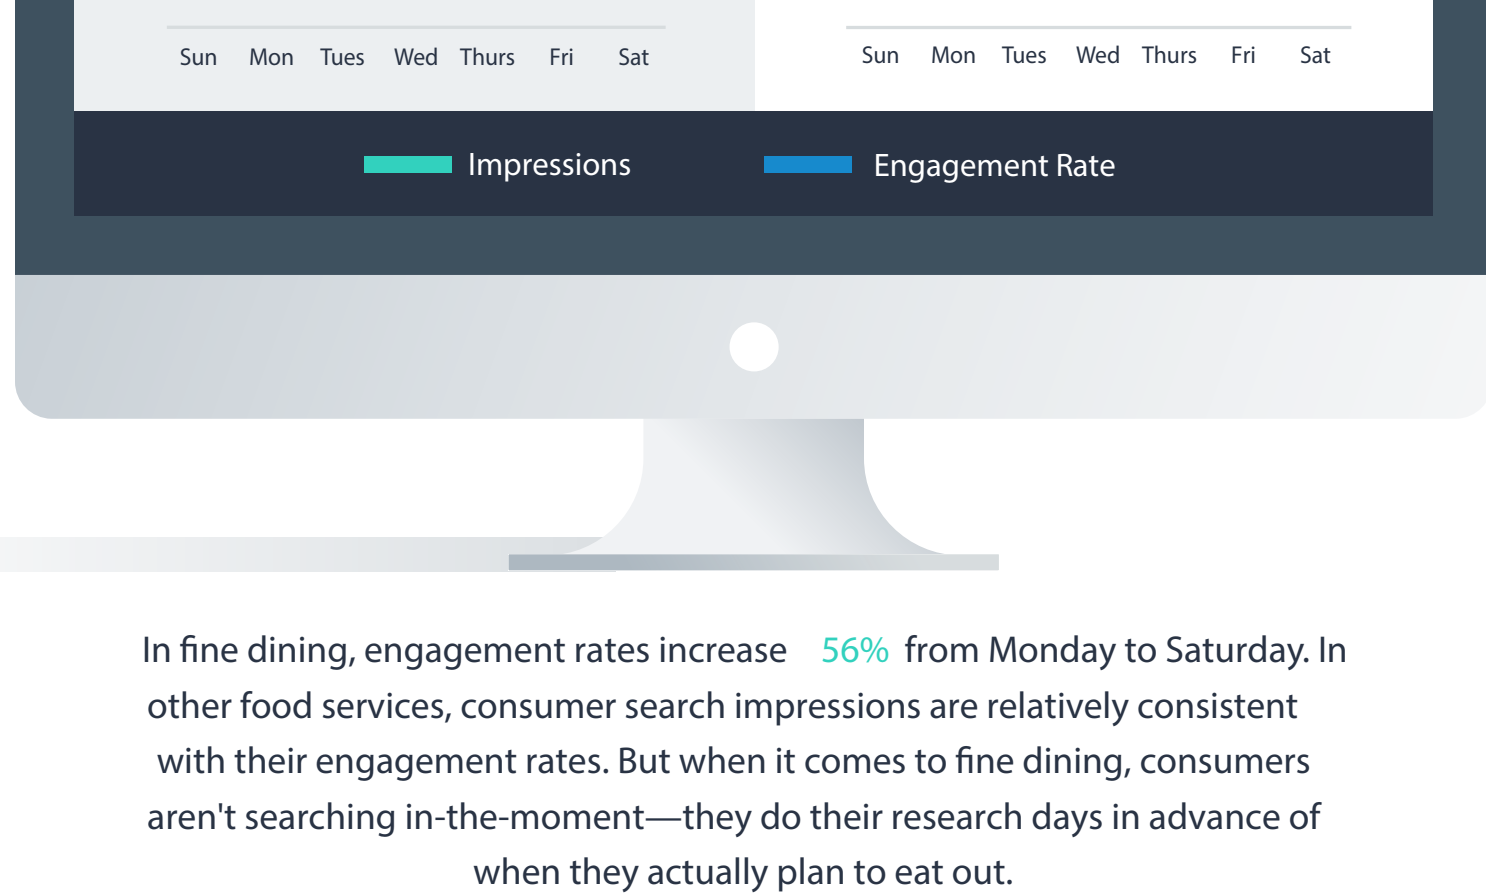 Sun Mon Tues Wed Thurs Fri Sat
Sun Mon Tues Wed Thurs Fri Sat
Impressions
Engagement Rate
In fine dining, engagement rates increase 56% from Monday to Saturday. In
other food services, consumer search impressions are relatively consistent
with their engagement rates. But when it comes to fine dining, consumers
aren't searching in-the-moment—they do their research days in advance of
when they actually plan to eat out.